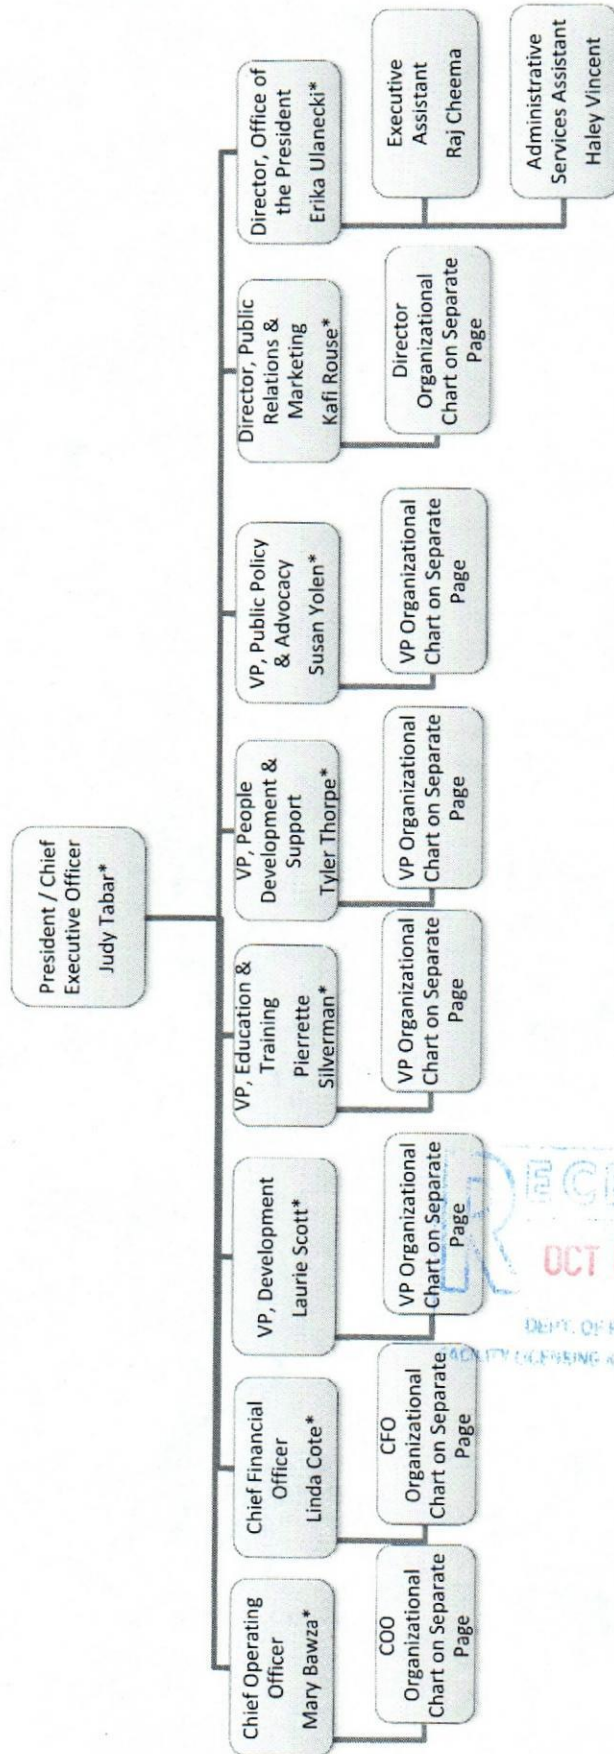 President / Chief
Executive Officer
Judy Tabar*
Chief Operating
Officer
Mary Bawza*
Chief Financial
Officer
Linda Cote*
VP, Development
Laurie Scott*
VP, Education &
Training
Pierrette
Silverman*
VP, People
Development &
Support
Tyler Thorpe*
VP, Public Policy
& Advocacy
Susan Yolen*
Director, Public
Relations &
Marketing
Kafi Rouse*
Director, Office of
the President
Erika Ulanecki*
COO
Organizational
Chart on Separate
Page
CFO
Organizational
Chart on Separate
Page
VP Organizational
Chart on Separate
Page
VP Organizational
Chart on Separate
Page
VP Organizational
Chart on Separate
Page
VP Organizational
Chart on Separate
Page
Director
Organizational
Chart on Separate
Page
Executive
Assistant
Raj Cheema
Administrative
Services Assistant
Haley Vincent
OCT
DEPT. OF
FACILITY LICENSING